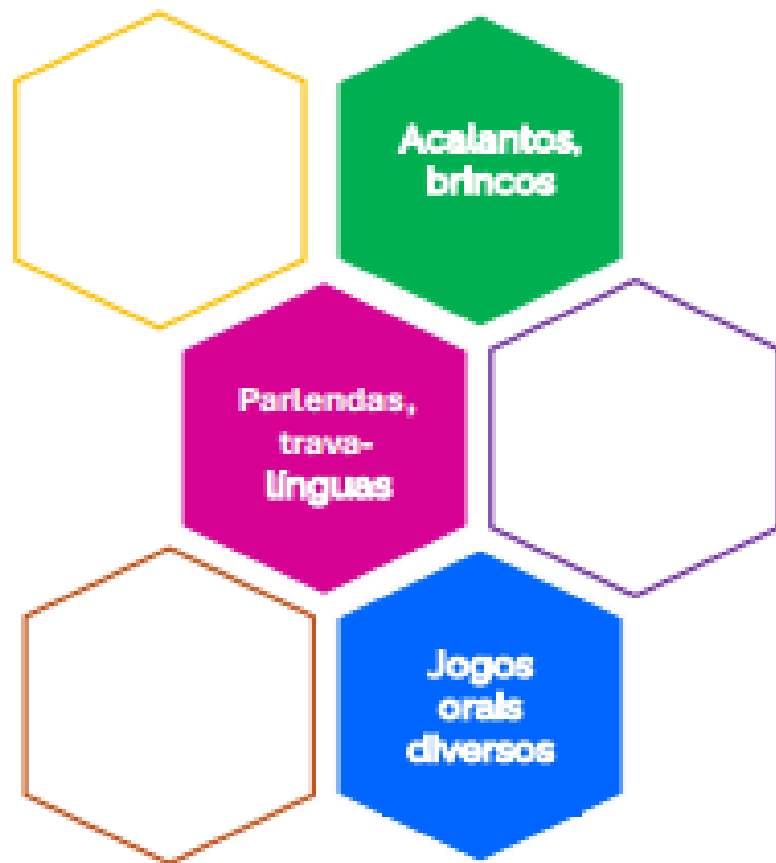 Acalantos,
brincos
Parlendas,
trava-
línguas
Jogos
orais
diversos